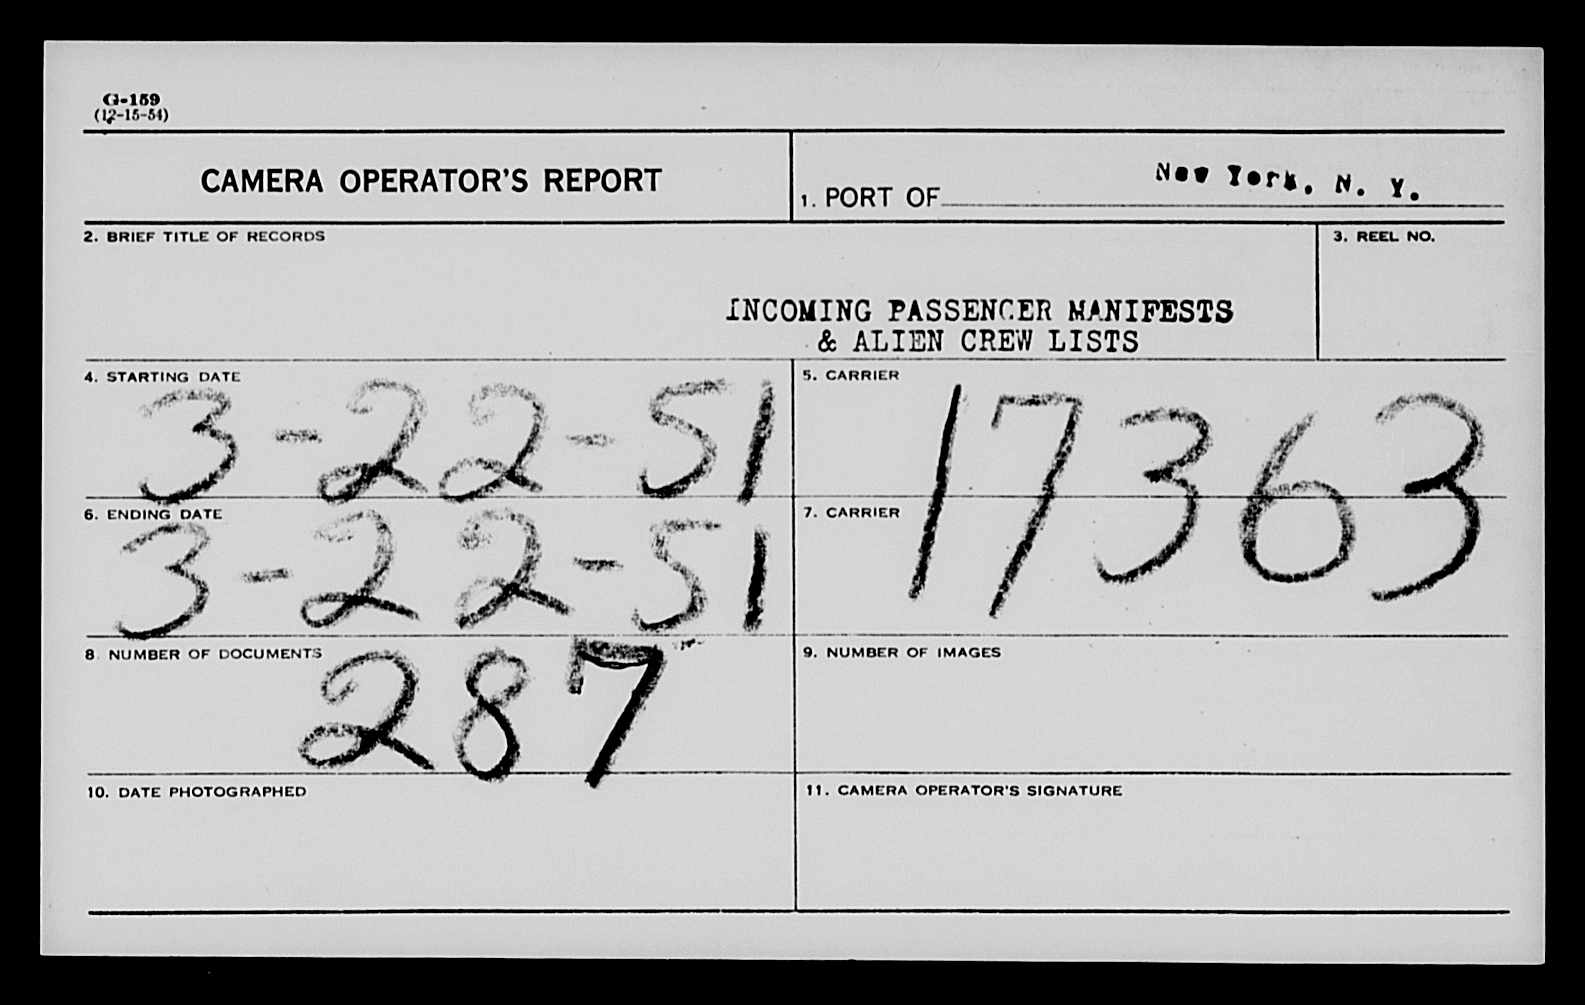 G-159
(12-15-54)
CAMERA OPERATOR'S REPORT
1. PORT OF New York, N. Y.
2. BRIEF TITLE OF RECORDS
3. REEL NO.
INCOMING PASSENGER MANIFESTS
& ALIEN CREW LISTS
4. STARTING DATE
3-22-51
5. CARRIER
17363
6. ENDING DATE
3-22-51
7. CARRIER
8. NUMBER OF DOCUMENTS
287
9. NUMBER OF IMAGES
10. DATE PHOTOGRAPHED
11. CAMERA OPERATOR'S SIGNATURE